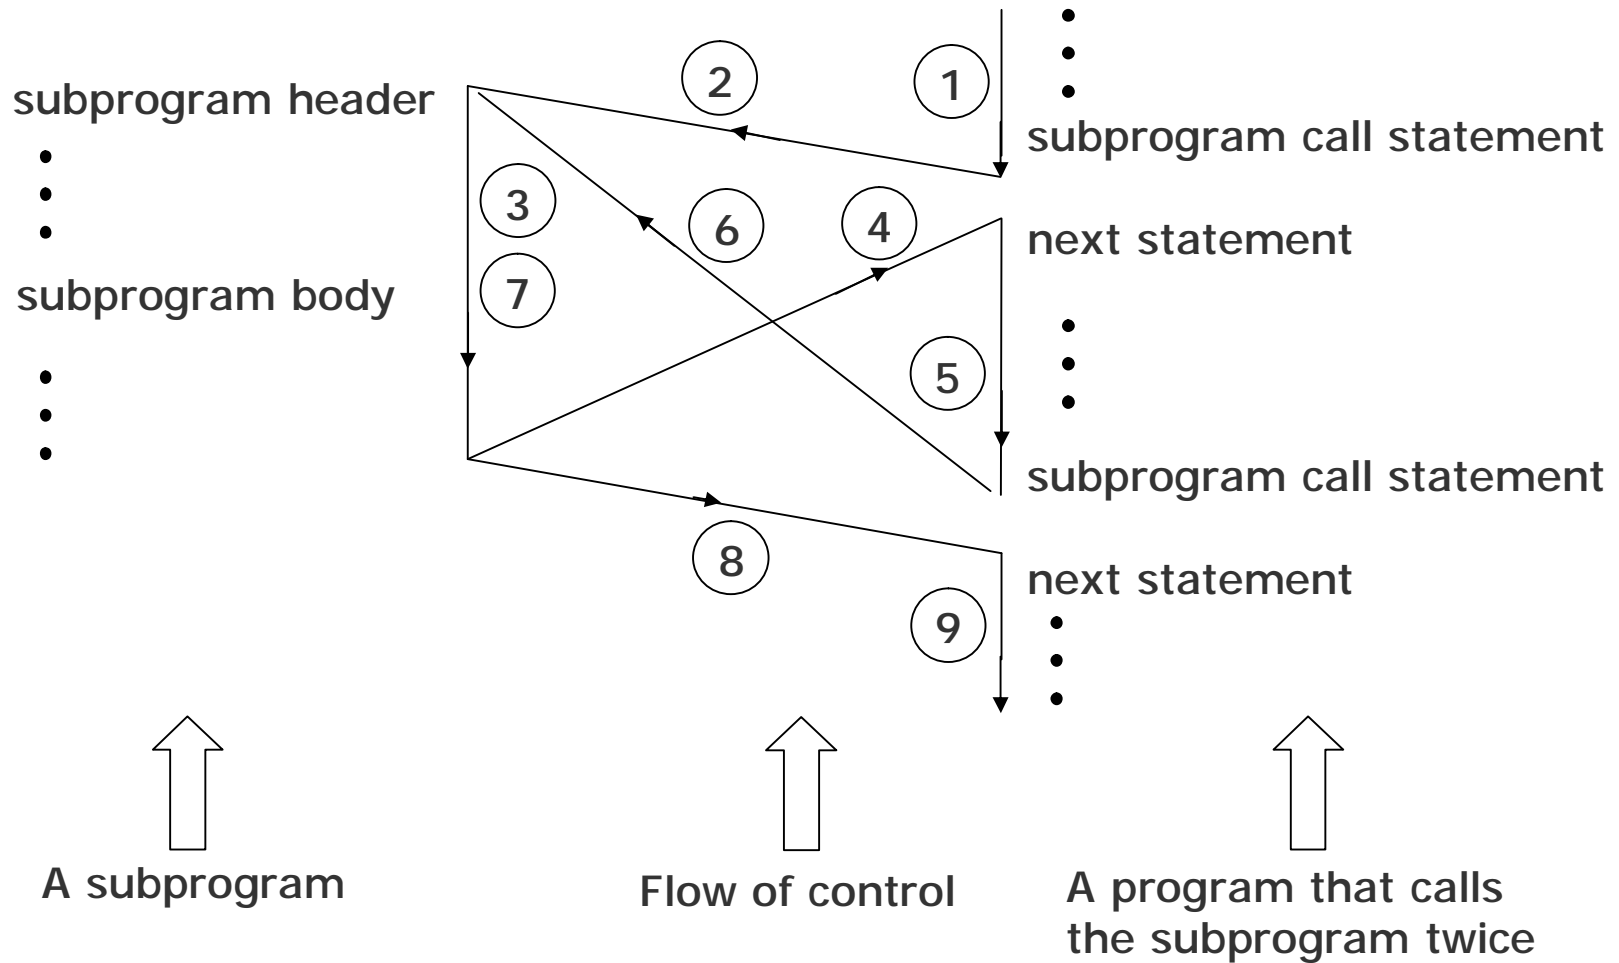 2
1
subprogram header
subprogram call statement
3
6
4
next statement
7
subprogram body
5
subprogram call statement
8
next statement
9
A subprogram
Flow of control
A program that calls
the subprogram twice